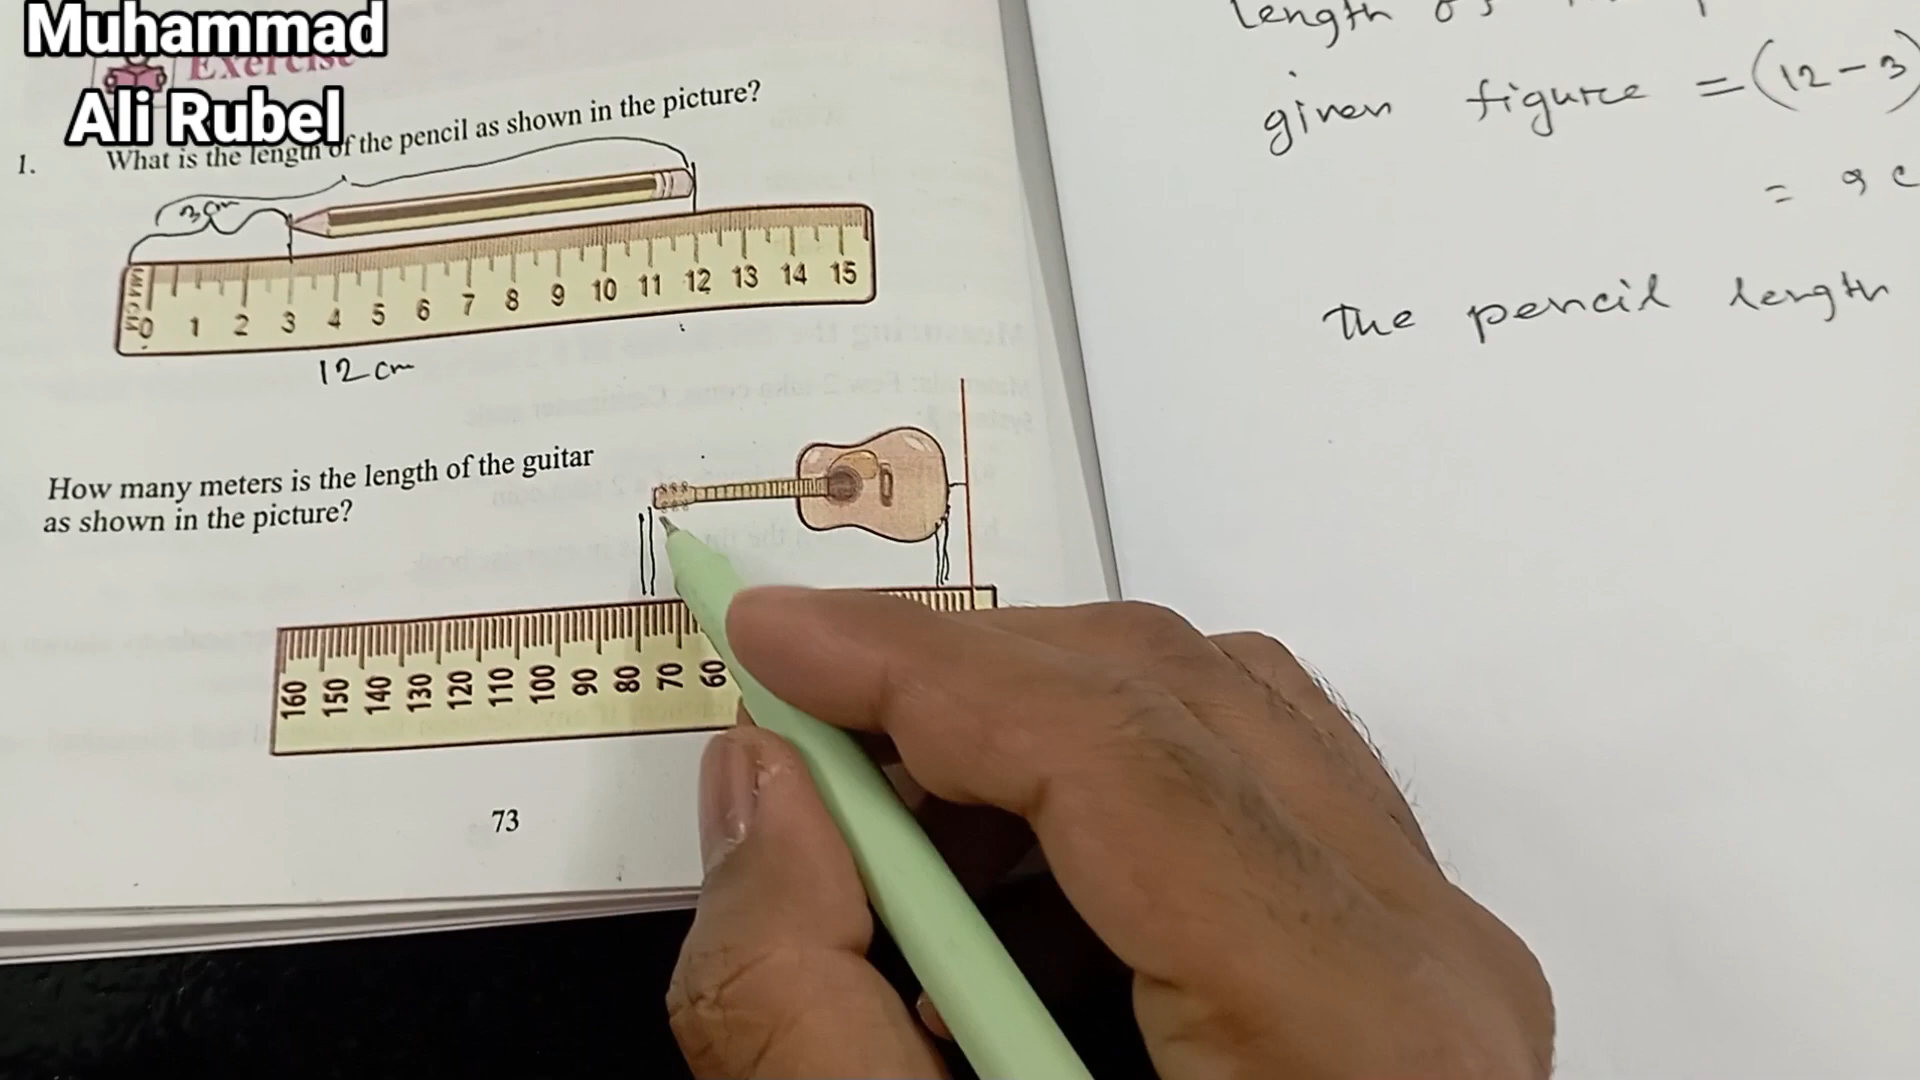 Muhammad
Ali Rubel
Exercise
1. What is the length of the pencil as shown in the picture?
3cm
0 1 2 3 4 5 6 7 8 9 10 11 12 13 14 15
12 cm
How many meters is the length of the guitar
as shown in the picture?
160 150 140 130 120 110 100 90 80 70 60
73
length
given figure = (12-3)
= 9 c
The pencil length